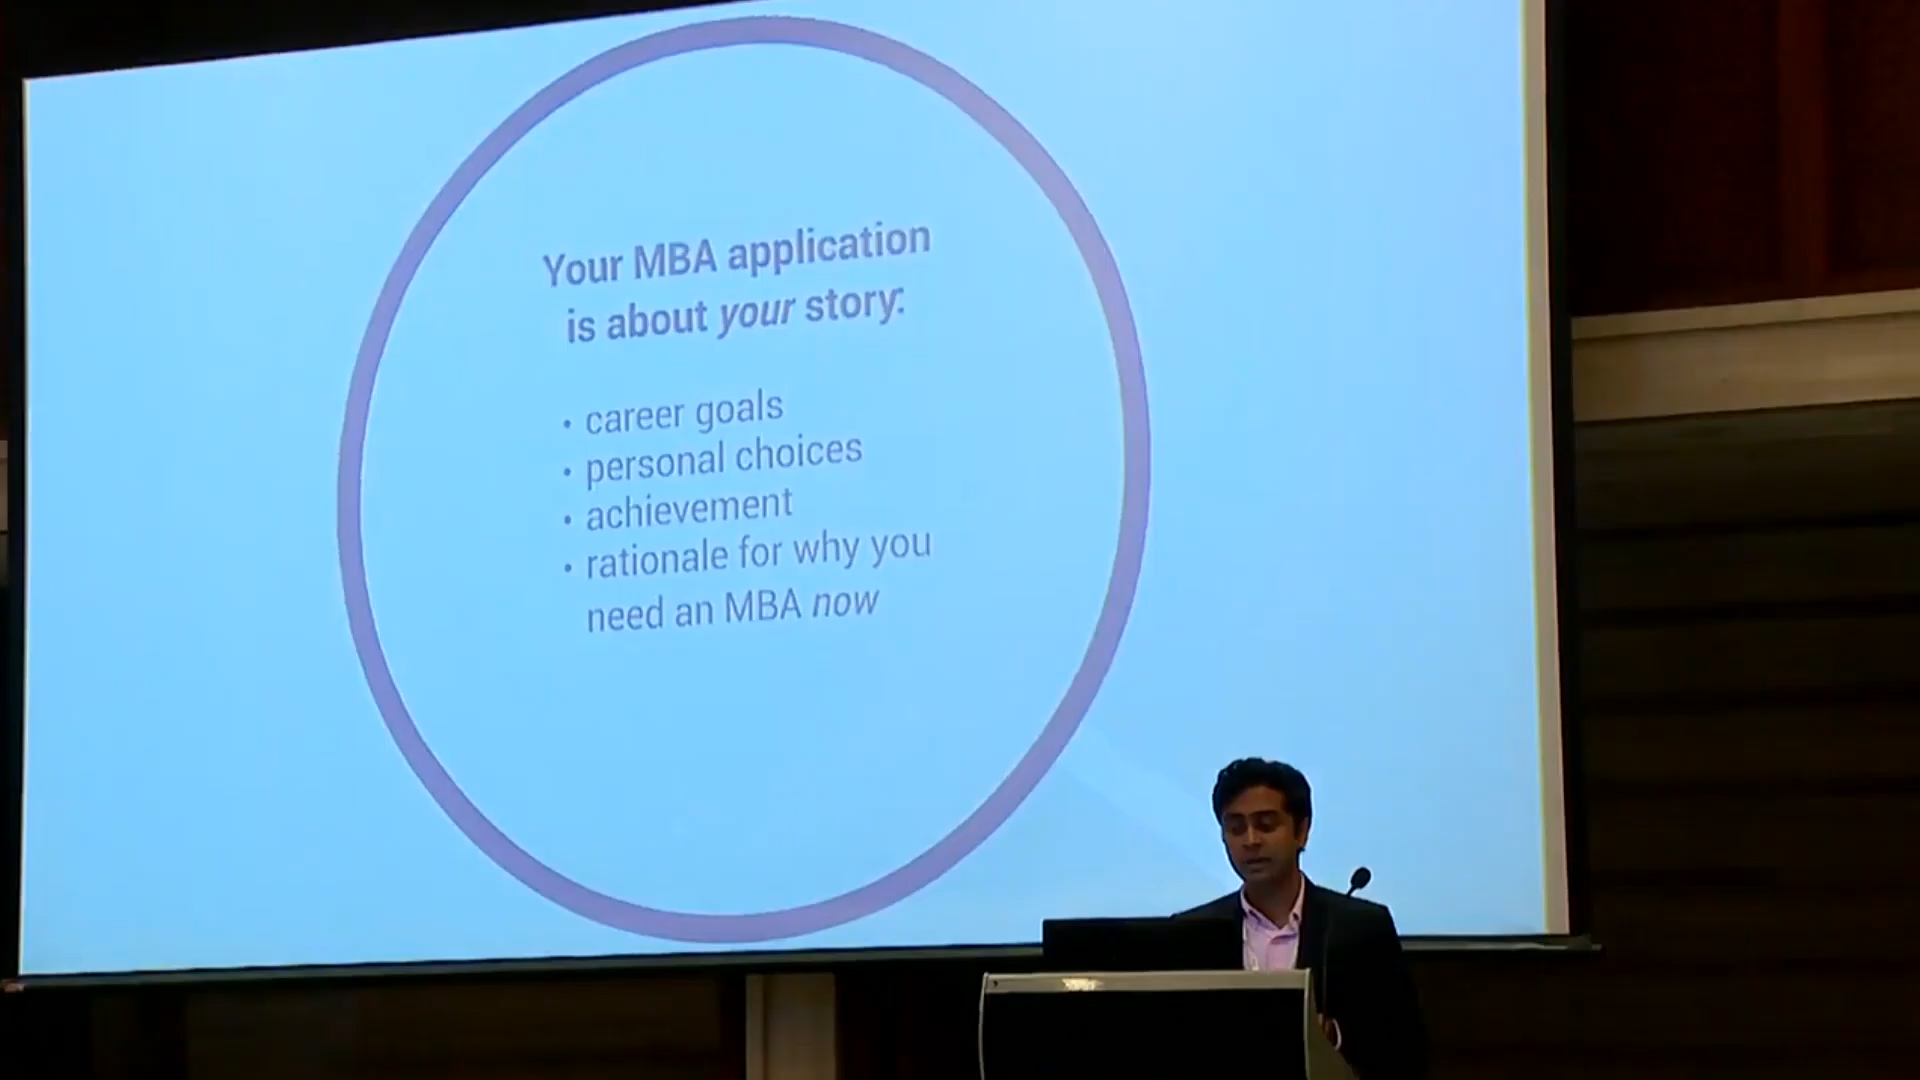 Your MBA application
is about your story:
• career goals
• personal choices
• achievement
• rationale for why you
need an MBA now